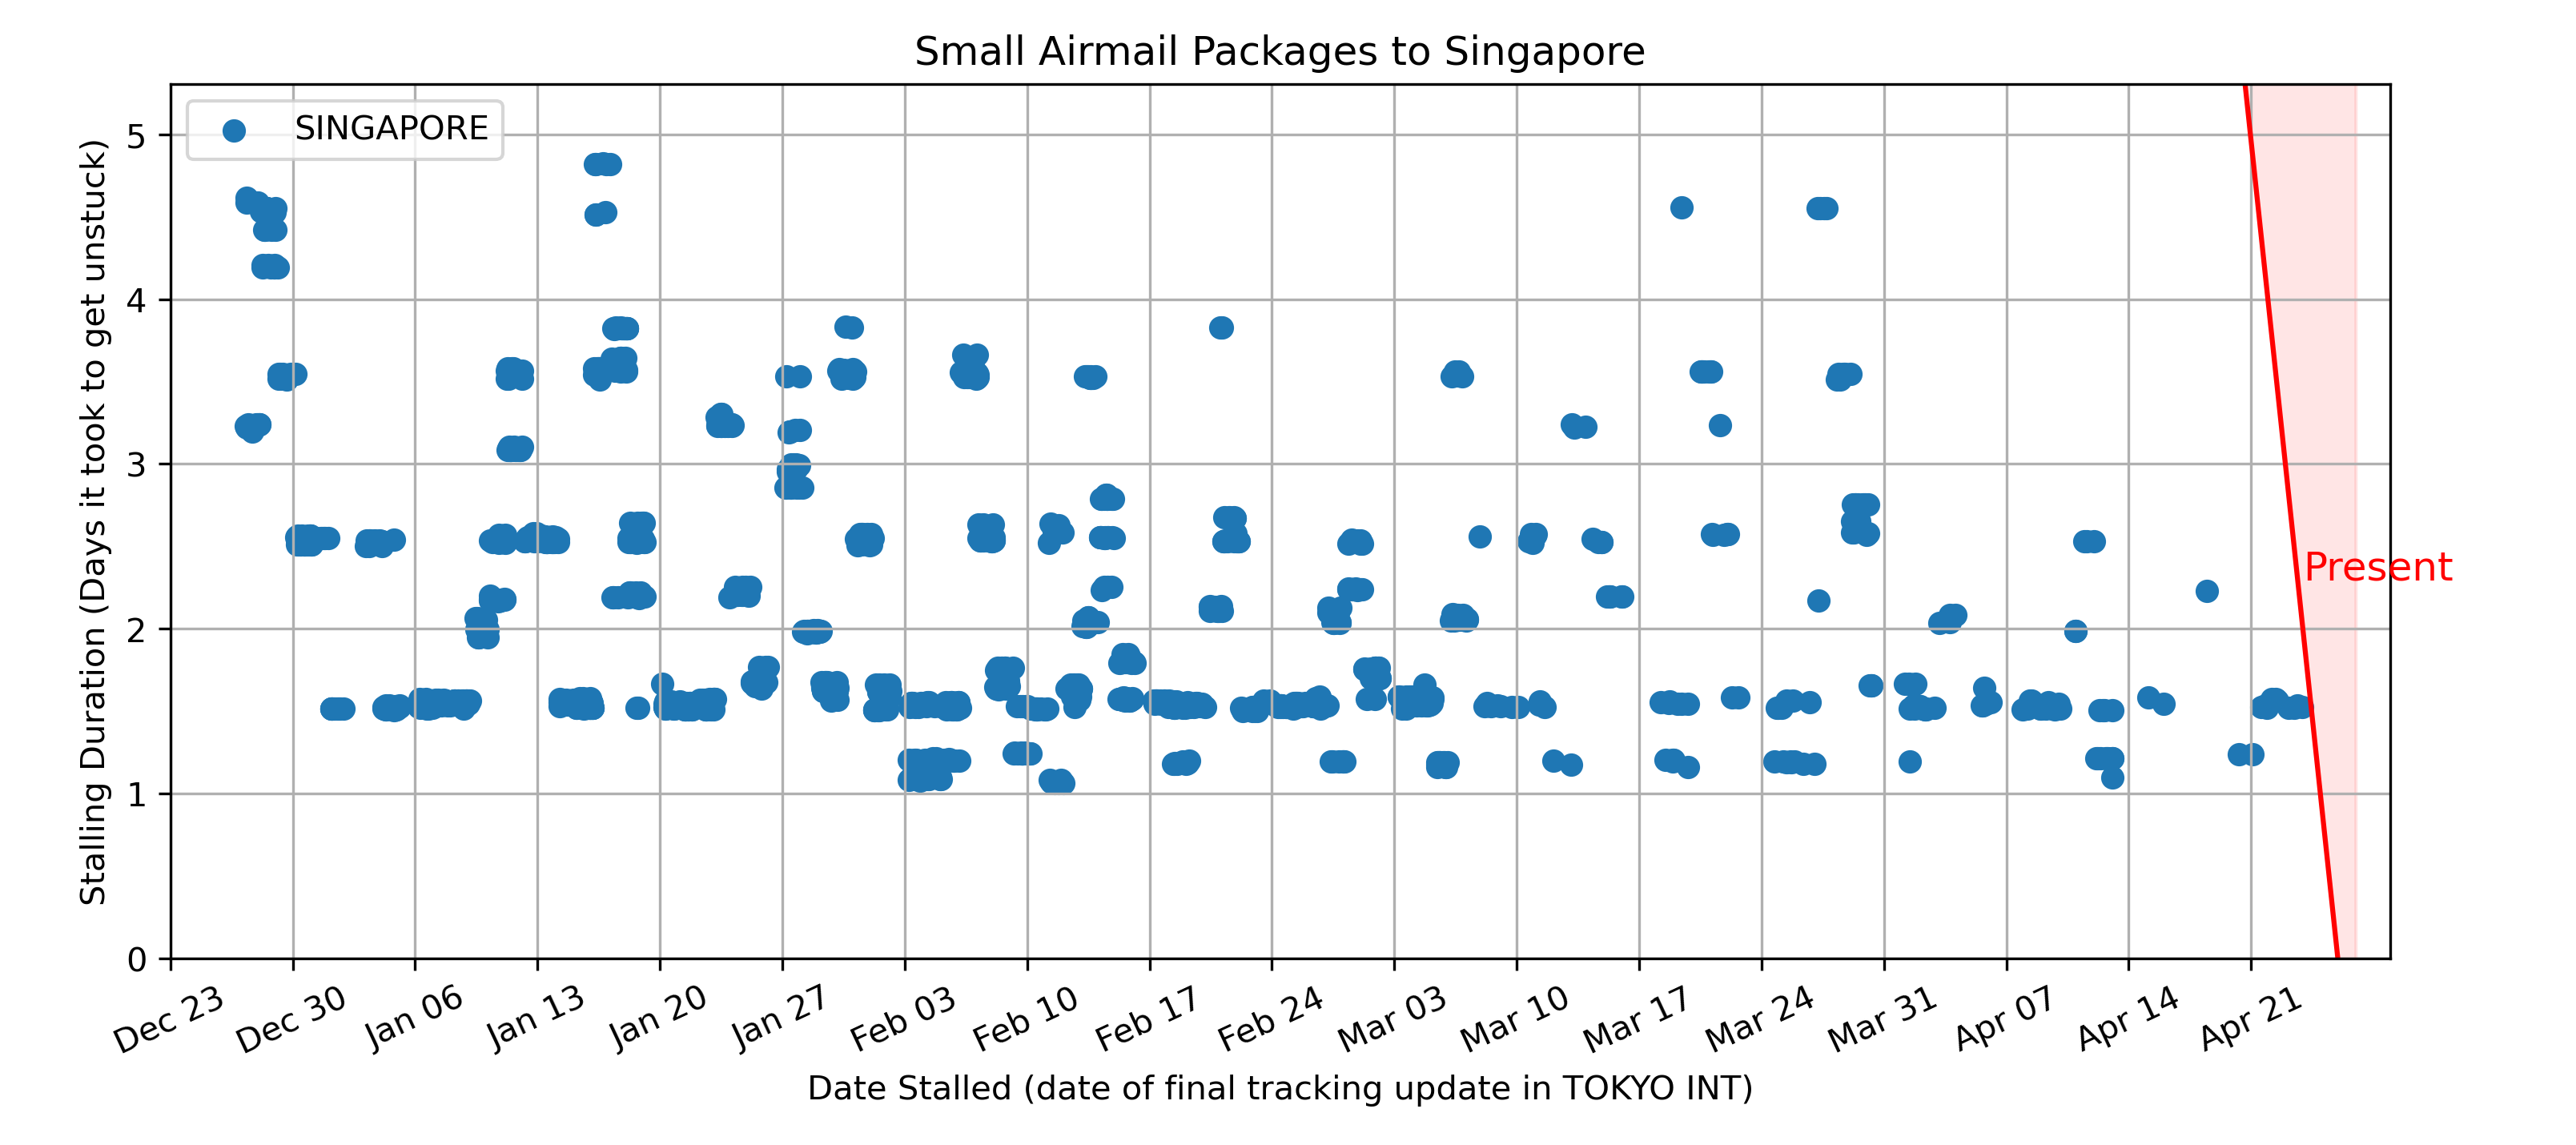 Small Airmail Packages to Singapore
SINGAPORE
Stalling Duration (Days it took to get unstuck)
5
4
3
2
1
0
Present
Dec 23
Dec 30
Jan 06
Jan 13
Jan 20
Jan 27
Feb 03
Feb 10
Feb 17
Feb 24
Mar 03
Mar 10
Mar 17
Mar 24
Mar 31
Apr 07
Apr 14
Apr 21
Date Stalled (date of final tracking update in TOKYO INT)